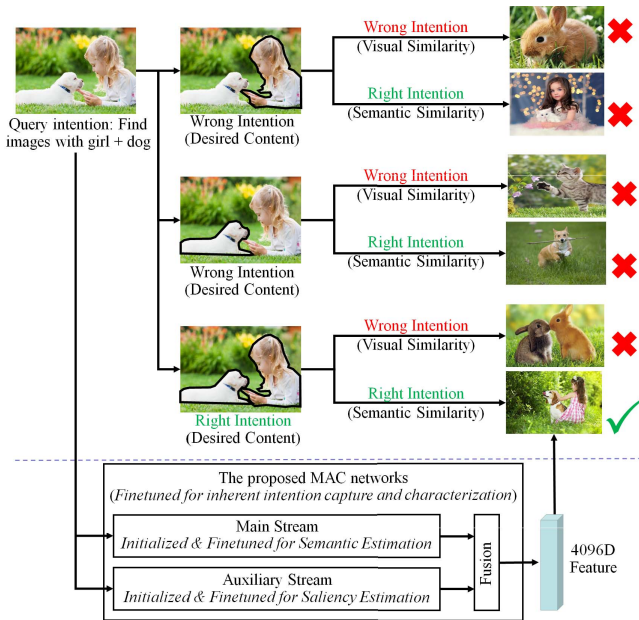 Query intention: Find
images with girl + dog
Wrong Intention
(Desired Content)
Wrong Intention
(Visual Similarity)
Right Intention
(Semantic Similarity)
Wrong Intention
(Desired Content)
Wrong Intention
(Visual Similarity)
Right Intention
(Semantic Similarity)
Right Intention
(Desired Content)
Wrong Intention
(Visual Similarity)
Right Intention
(Semantic Similarity)
The proposed MAC networks
(Finetuned for inherent intention capture and characterization)
Main Stream
Initialized & Finetuned for Semantic Estimation
Auxiliary Stream
Initialized & Finetuned for Saliency Estimation
Fusion
4096D
Feature